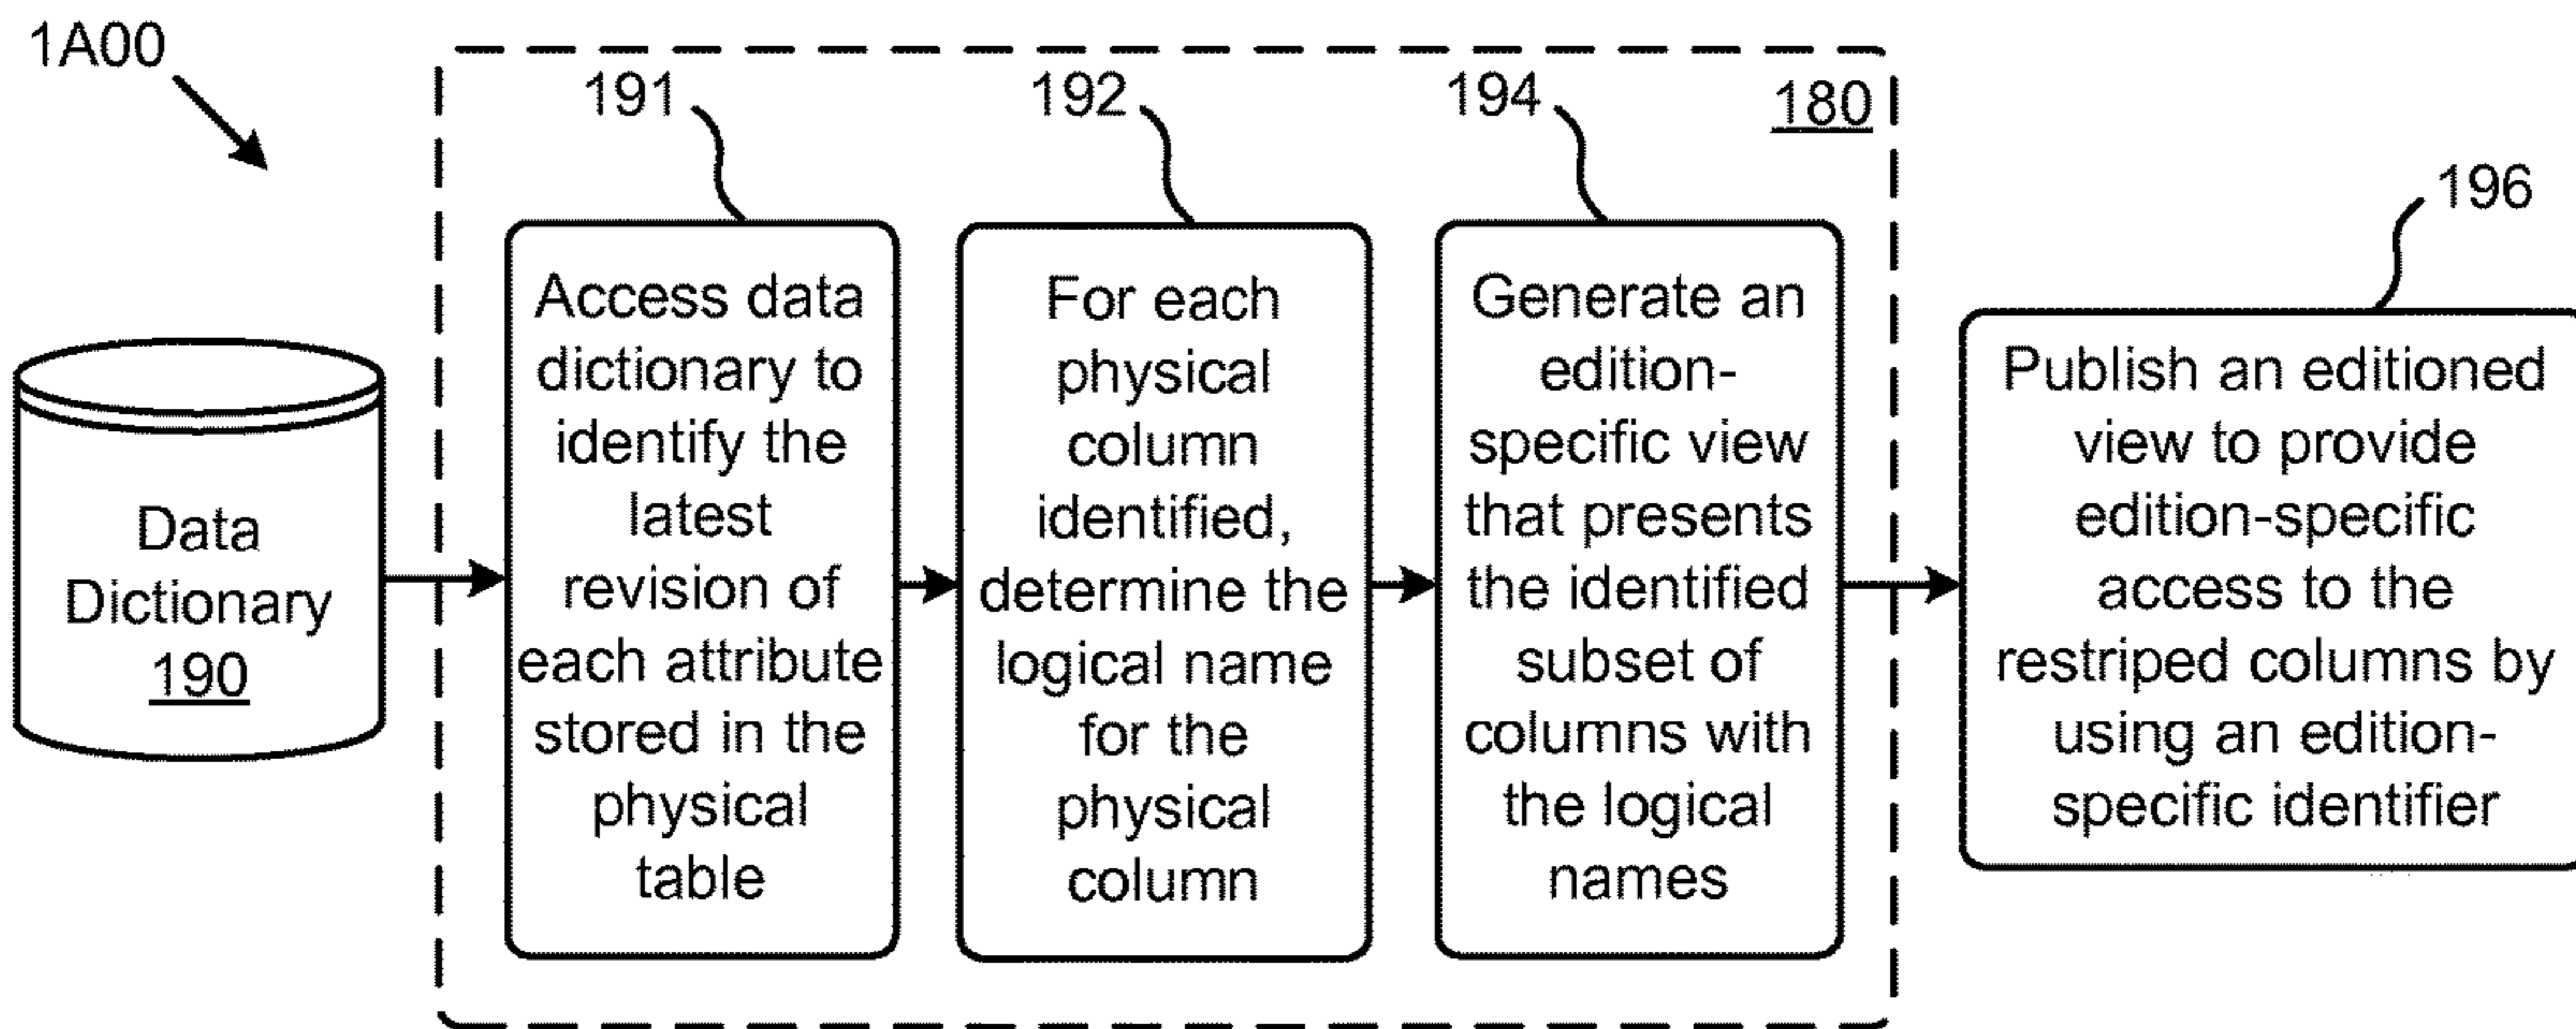 1A00
191
192
194
180
196
Data
Dictionary
190
Access data
dictionary to
identify the
latest
revision of
each attribute
stored in the
physical
table
For each
physical
column
identified,
determine the
logical name
for the
physical
column
Generate an
edition-
specific view
that presents
the identified
subset of
columns with
the logical
names
Publish an editioned
view to provide
edition-specific
access to the
restriped columns by
using an edition-
specific identifier